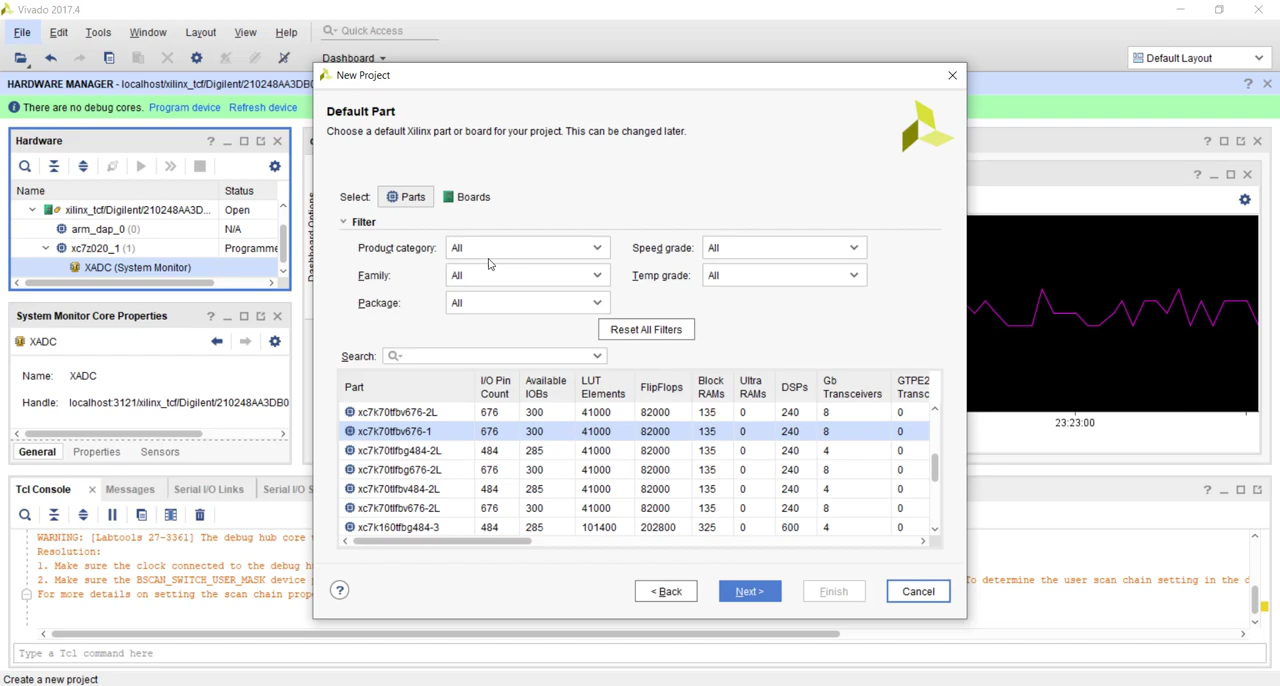 Vivado 2017.4
File Edit Tools Window Layout View Help Quick Access
Dashboard
Default Layout
HARDWARE MANAGER - localhost/xilinx_tcf/Digilent/210248AA3DB
There are no debug cores. Program device Refresh device
Hardware
Name Status
xilinx_tcf/Digilent/210248AA3D... Open
arm_dap_0 (0) N/A
xc7z020_1 (1) Programme
XADC (System Monitor)
System Monitor Core Properties
XADC
Name: XADC
Handle: localhost:3121/xilinx_tcf/Digilent/210248AA3DB0
General Properties Sensors
Dashboard Options
New Project
Default Part
Choose a default Xilinx part or board for your project. This can be changed later.
Select: Parts Boards
Filter
Product category: All Speed grade: All
Family: All Temp grade: All
Package: All
Reset All Filters
Search:
Part I/O Pin Count Available IOBs LUT Elements FlipFlops Block RAMs Ultra RAMs DSPs Gb Transceivers GTPE2 Transc
xc7k70tfbv676-2L 676 300 41000 82000 135 0 240 8 0
xc7k70tfbv676-1 676 300 41000 82000 135 0 240 8 0
xc7k70tlfbg484-2L 484 285 41000 82000 135 0 240 4 0
xc7k70tlfbg676-2L 676 300 41000 82000 135 0 240 8 0
xc7k70tlfbv484-2L 484 285 41000 82000 135 0 240 4 0
xc7k70tlfbv676-2L 676 300 41000 82000 135 0 240 8 0
xc7k160tfbg484-3 484 285 101400 202800 325 0 600 4 0
? < Back Next > Finish Cancel
23:23:00
Tcl Console Messages Serial I/O Links Serial I/O S
WARNING: [Labtools 27-3361] The debug hub core
Resolution:
1. Make sure the clock connected to the debug h
2. Make sure the BSCAN_SWITCH_USER_MASK device To determine the user scan chain setting in the d
For more details on setting the scan chain prop
Type a Tcl command here
Create a new project